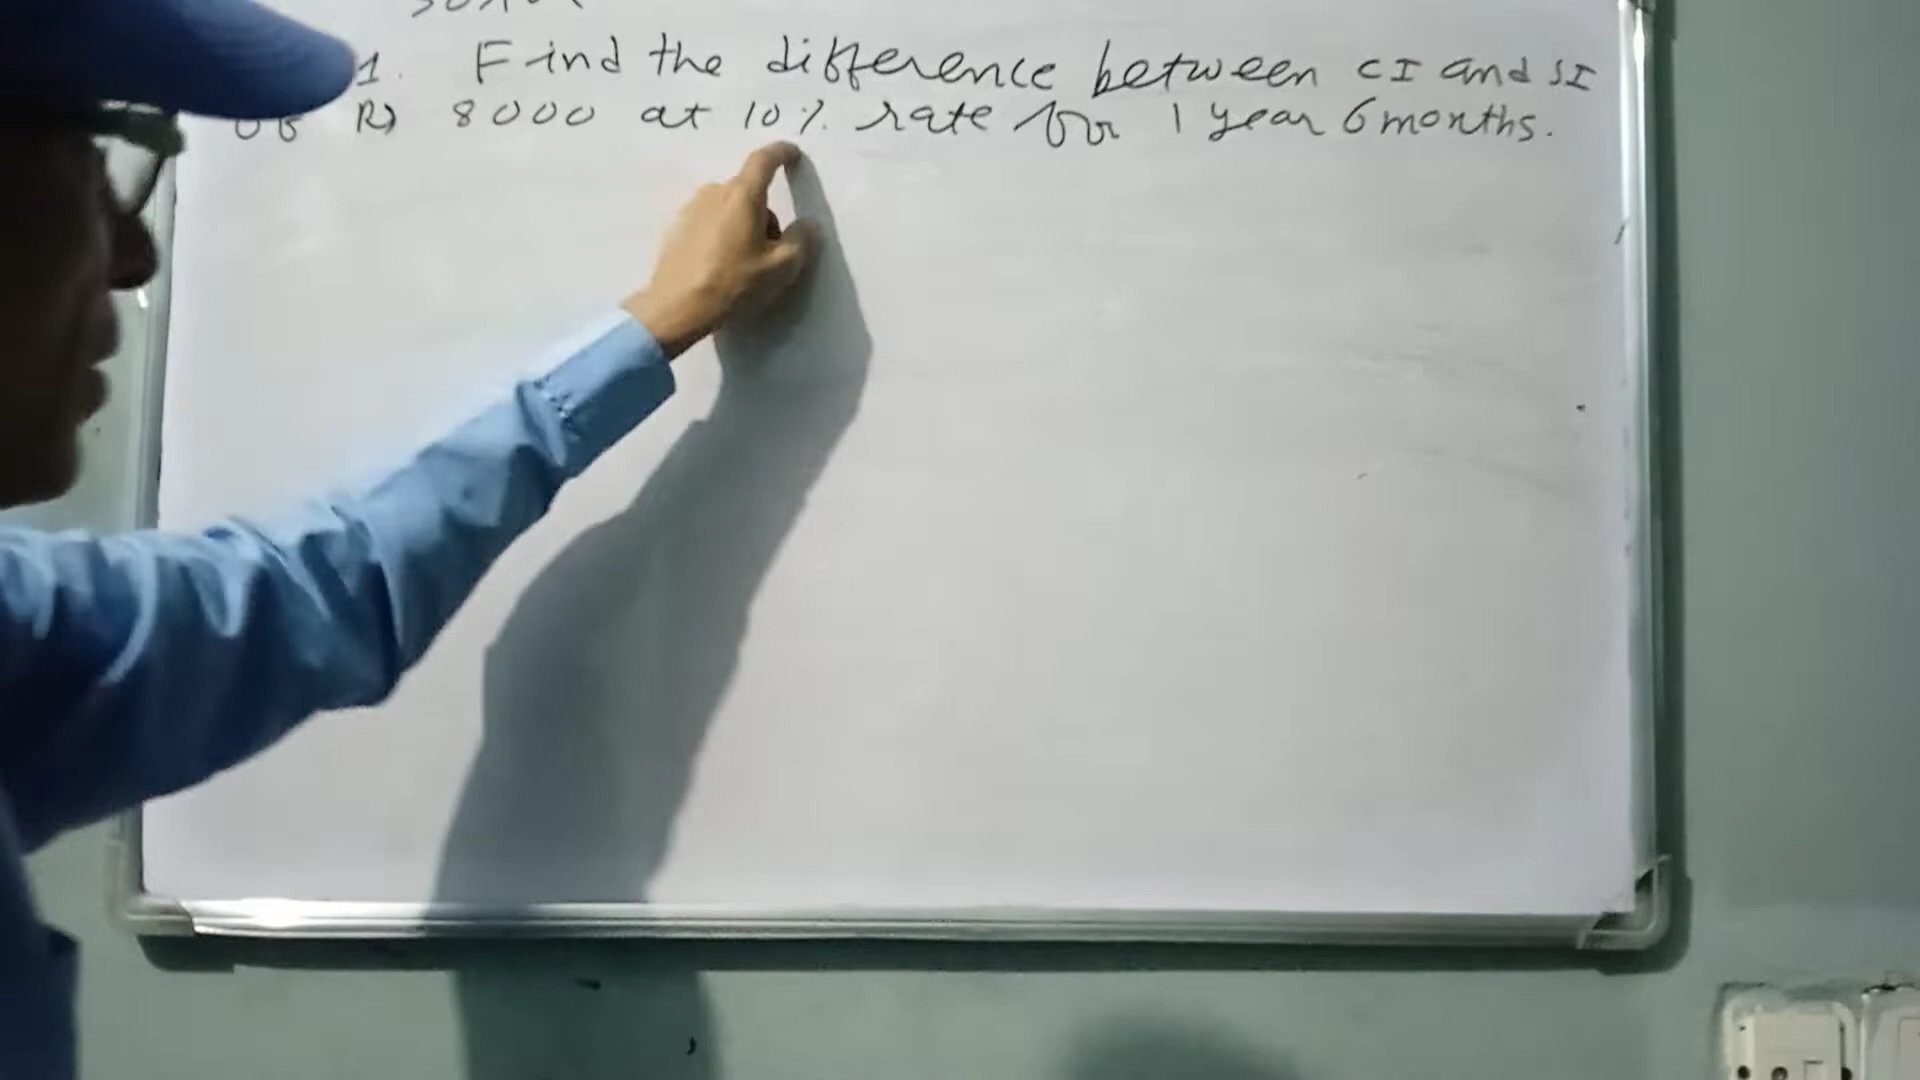 1. Find the difference between CI and SI
of Rs 8000 at 10% rate for 1 year 6 months.